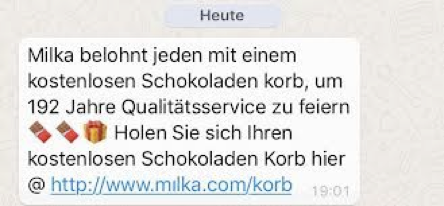 Heute
Milka belohnt jeden mit einem
kostenlosen Schokoladen korb, um
192 Jahre Qualitätsservice zu feiern
🍫 🍫 🎁 Holen Sie sich Ihren
kostenlosen Schokoladen Korb hier
@ http://www.mılka.com/korb 19:01